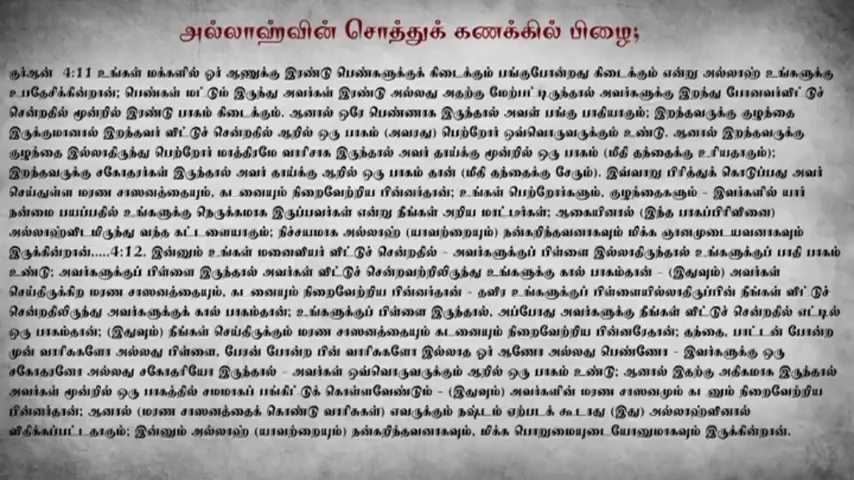 அல்லாஹ்வின் சொத்துக் கணக்கில் பிழை;
குர்ஆன் 4:11 உங்கள் மக்களில் ஓர் ஆணுக்கு இரண்டு பெண்களுக்குக் கிடைக்கும் பங்குபோன்றது கிடைக்கும் என்று அல்லாஹ் உங்களுக்கு
உபதேசிக்கின்றான்; பெண்கள் மட்டும் இருந்து அவர்கள் இரண்டு அல்லது அதற்கு மேற்பட்டிருந்தால் அவர்களுக்கு இறந்து போனவர்விட்டுச்
சென்றதில் மூன்றில் இரண்டு பாகம் கிடைக்கும். ஆனால் ஒரே பெண்ணாக இருந்தால் அவள் பங்கு பாதியாகும்; இறந்தவருக்கு குழந்தை
இருக்குமானால் இறந்தவர் விட்டுச் சென்றதில் ஆறில் ஒரு பாகம் (அவரது) பெற்றோர் ஒவ்வொருவருக்கும் உண்டு. ஆனால் இறந்தவருக்கு
குழந்தை இல்லாதிருந்து பெற்றோர் மாத்திரமே வாரிசாக இருந்தால் அவர் தாய்க்கு மூன்றில் ஒரு பாகம் (மீதி தந்தைக்கு உரியதாகும்);
இறந்தவருக்கு சகோதரர்கள் இருந்தால் அவர் தாய்க்கு ஆறில் ஒரு பாகம் தான் (மீதி தந்தைக்கு சேரும்). இவ்வாறு பிரித்துக் கொடுப்பது அவர்
செய்துள்ள மரண சாஸனத்தையும், கடனையும் நிறைவேற்றிய பின்னர்தான்; உங்கள் பெற்றோர்களும், குழந்தைகளும் - இவர்களில் யார்
நன்மை பயப்பதில் உங்களுக்கு நெருக்கமாக இருப்பவர்கள் என்று நீங்கள் அறிய மாட்டீர்கள்; ஆகையினால் (இந்த பாகப்பிரிவினை)
அல்லாஹ்விடமிருந்து வந்த கட்டளையாகும்; நிச்சயமாக அல்லாஹ் (யாவற்றையும்) நன்கறிந்தவனாகவும் மிக்க ஞானமுடையவனாகவும்
இருக்கின்றான்.....4:12. இன்னும் உங்கள் மனைவியர் விட்டுச் சென்றதில் - அவர்களுக்குப் பிள்ளை இல்லாதிருந்தால் உங்களுக்குப் பாதி பாகம்
உண்டு; அவர்களுக்குப் பிள்ளை இருந்தால் அவர்கள் விட்டுச் சென்றவற்றிலிருந்து உங்களுக்கு கால் பாகம்தான் - (இதுவும்) அவர்கள்
செய்திருக்கிற மரண சாஸனத்தையும், கடனையும் நிறைவேற்றிய பின்னர்தான் - தவிர உங்களுக்குப் பிள்ளையில்லாதிருப்பின் நீங்கள் விட்டுச்
சென்றதிலிருந்து அவர்களுக்குக் கால் பாகம்தான்; உங்களுக்குப் பிள்ளை இருந்தால், அப்போது அவர்களுக்கு நீங்கள் விட்டுச் சென்றதில் எட்டில்
ஒரு பாகம்தான்; (இதுவும்) நீங்கள் செய்திருக்கும் மரண சாஸனத்தையும் கடனையும் நிறைவேற்றிய பின்னரேதான்; தந்தை, பாட்டன் போன்ற
முன் வாரிசுகளோ அல்லது பிள்ளை, பேரன் போன்ற பின் வாரிசுகளோ இல்லாத ஓர் ஆணோ அல்லது பெண்ணோ - இவர்களுக்கு ஒரு
சகோதரனோ அல்லது சகோதரியோ இருந்தால் - அவர்கள் ஒவ்வொருவருக்கும் ஆறில் ஒரு பாகம் உண்டு; ஆனால் இதற்கு அதிகமாக இருந்தால்
அவர்கள் மூன்றில் ஒரு பாகத்தில் சமமாகப் பங்கிட்டுக் கொள்ளவேண்டும் - (இதுவும்) அவர்களின் மரண சாஸனமும் கடனும் நிறைவேற்றிய
பின்னர்தான்; ஆனால் (மரண சாஸனத்தைக் கொண்டு வாரிசுகள்) எவருக்கும் நஷ்டம் ஏற்படக் கூடாது (இது) அல்லாஹ்வினால்
விதிக்கப்பட்டதாகும்; இன்னும் அல்லாஹ் (யாவற்றையும்) நன்கறிந்தவனாகவும், மிக்க பொறுமையுடையோனுமாகவும் இருக்கின்றான்.